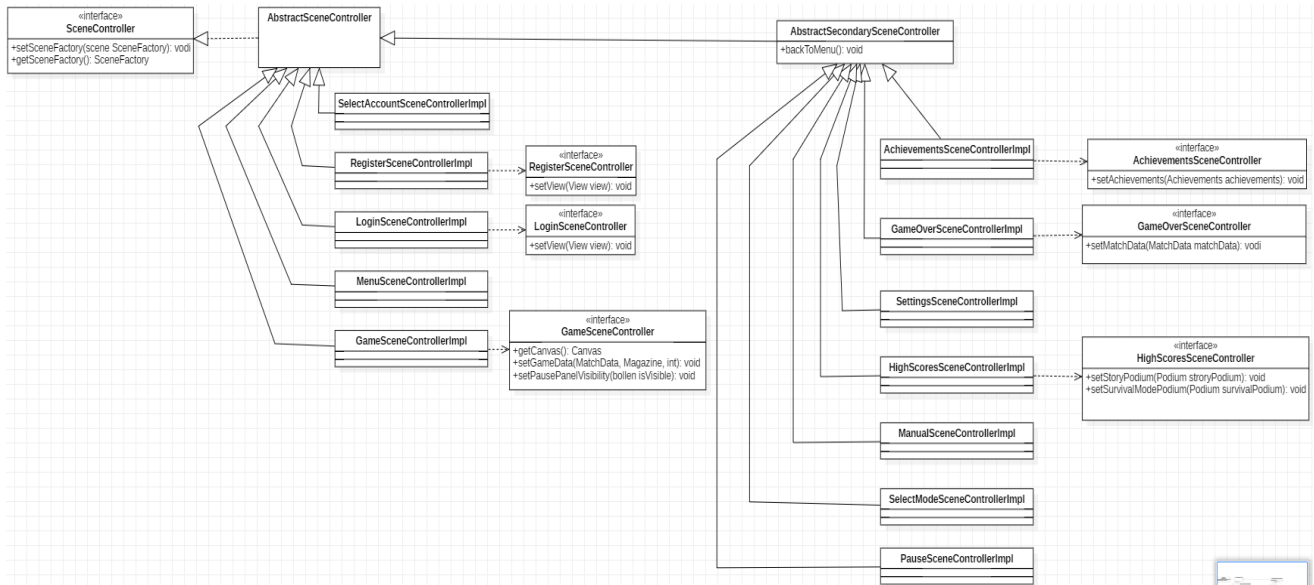 «interface»
SceneController
+setSceneFactory(scene SceneFactory): vodi
+getSceneFactory(): SceneFactory
AbstractSceneController
AbstractSecondarySceneController
+backToMenu(): void
SelectAccountSceneControllerImpl
RegisterSceneControllerImpl
«interface»
RegisterSceneController
+setView(View view): void
LoginSceneControllerImpl
«interface»
LoginSceneController
+setView(View view): void
MenuSceneControllerImpl
GameSceneControllerImpl
«interface»
GameSceneController
+getCanvas(): Canvas
+setGameData(MatchData, Magazine, int): void
+setPausePanelVisibility(bollen isVisible): void
AchievementsSceneControllerImpl
«interface»
AchievementsSceneController
+setAchievements(Achievements achievements): void
GameOverSceneControllerImpl
«interface»
GameOverSceneController
+setMatchData(MatchData matchData): vodi
SettingsSceneControllerImpl
HighScoresSceneControllerImpl
«interface»
HighScoresSceneController
+setStoryPodium(Podium stroryPodium): void
+setSurvivalModePodium(Podium survivalPodium): void
ManualSceneControllerImpl
SelectModeSceneControllerImpl
PauseSceneControllerImpl